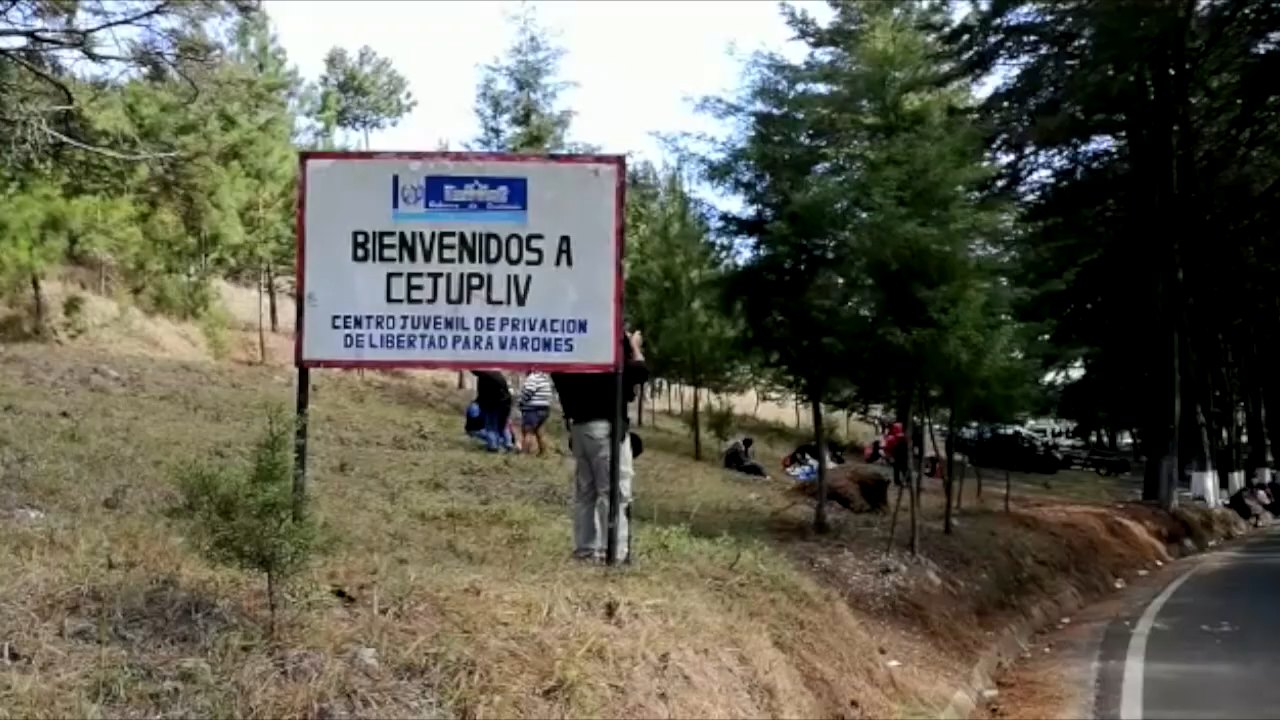 BIENVENIDOS A
CEJUPLIV
CENTRO JUVENIL DE PRIVACION
DE LIBERTAD PARA VARONES